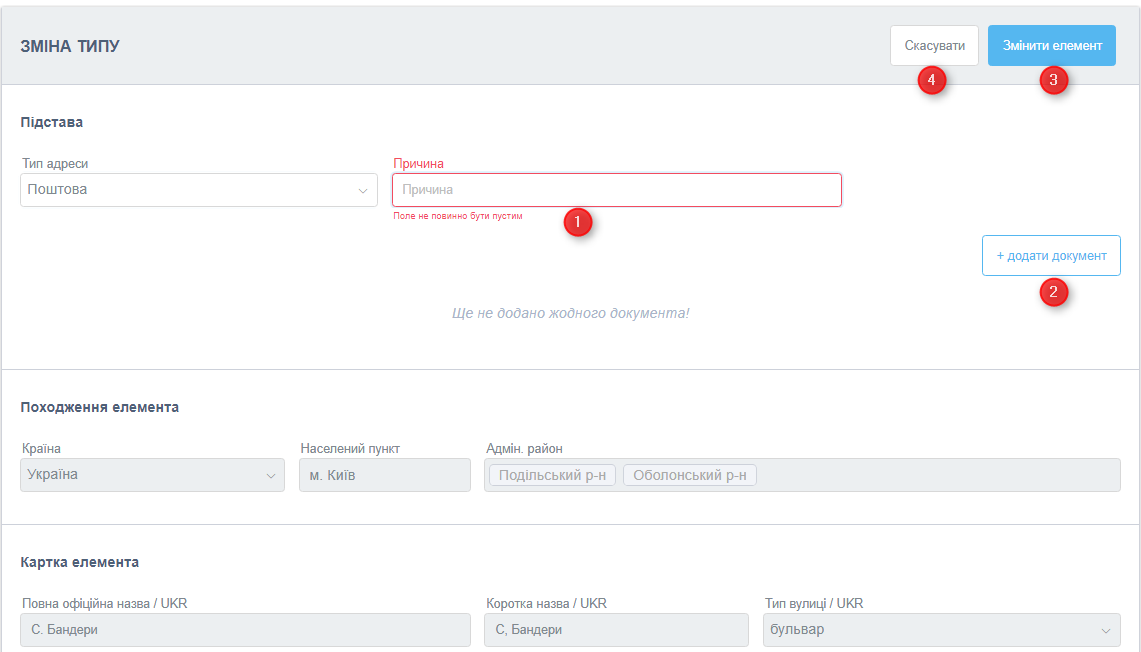 ЗМІНА ТИПУ
Скасувати
Змінити елемент
4
3
Підстава
Тип адреси
Причина
Поштова
Причина
Поле не повинно бути пустим
1
+ додати документ
2
Ще не додано жодного документа!
Походження елемента
Країна
Населений пункт
Адмін. район
Україна
м. Київ
Подільський р-н
Оболонський р-н
Картка елемента
Повна офіційна назва / UKR
Коротка назва / UKR
Тип вулиці / UKR
С. Бандери
С, Бандери
бульвар